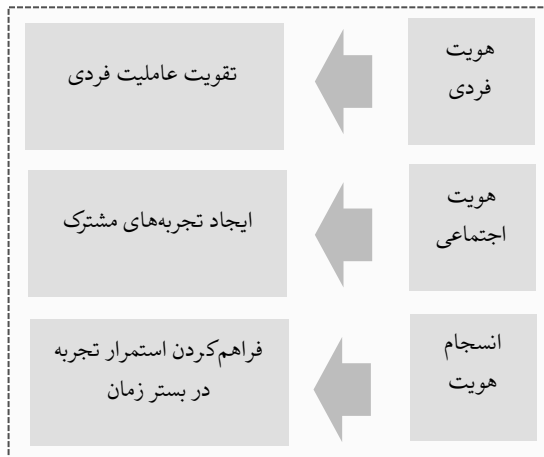 هویت
فردی
تقویت عاملیت فردی
هویت
اجتماعی
ایجاد تجربه‌های مشترک
انسجام
هویت
فراهم‌کردن استمرار تجربه
در بستر زمان